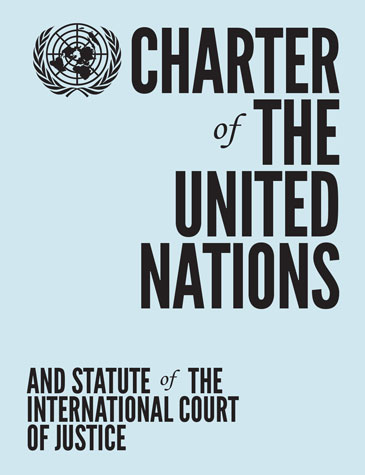 CHARTER
of THE
UNITED
NATIONS
AND STATUTE of THE
INTERNATIONAL COURT
OF JUSTICE